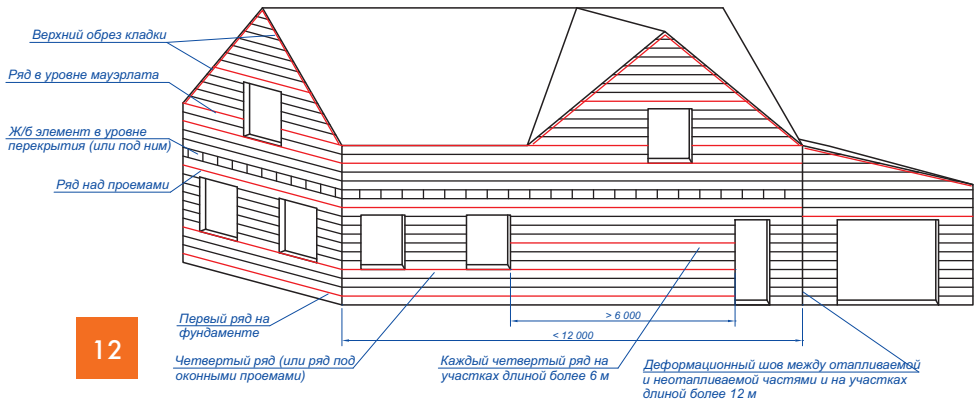 Верхний обрез кладки
Ряд в уровне мауэрлата
Ж/б элемент в уровне
перекрытия (или под ним)
Ряд над проемами
Первый ряд на
фундаменте
Четвертый ряд (или ряд под
оконными проемами)
> 6 000
< 12 000
Каждый четвертый ряд на
участках длиной более 6 м
Деформационный шов между отапливаемой
и неотапливаемой частями и на участках
длиной более 12 м
12